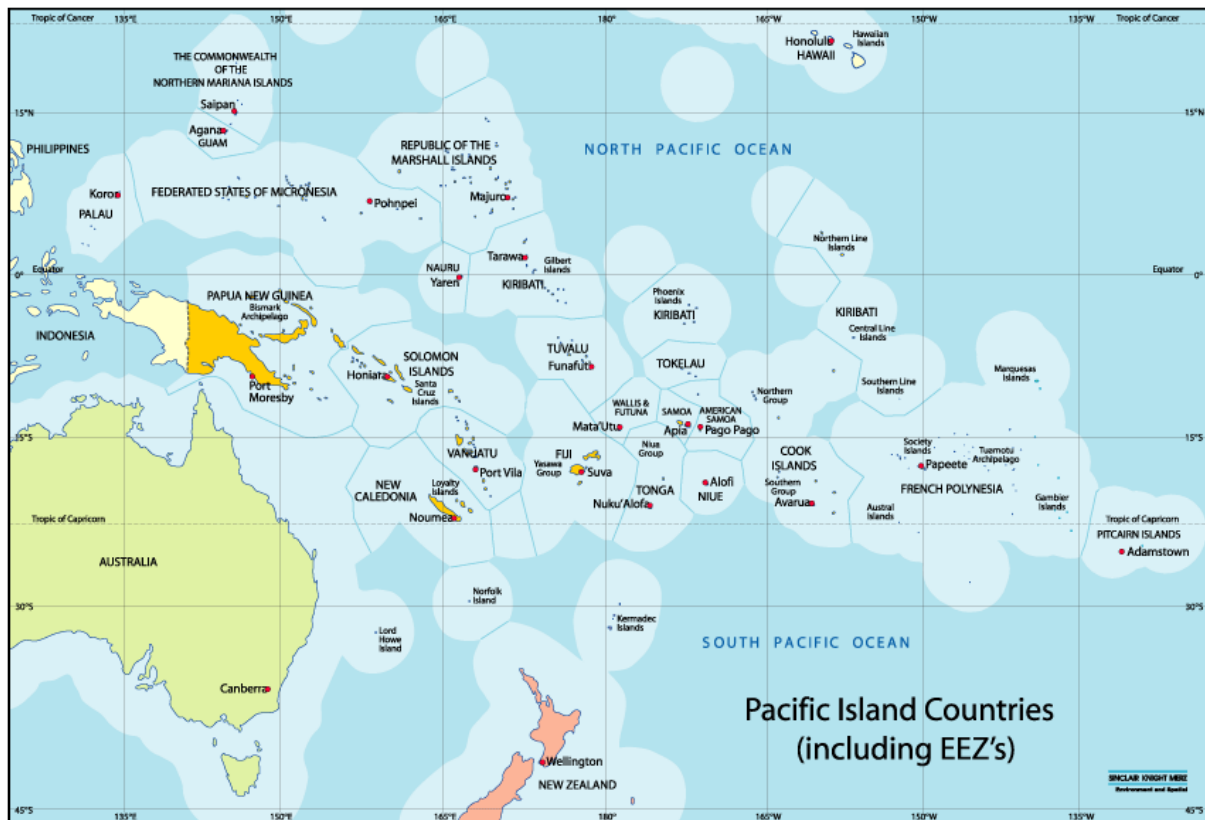 Tropic of Cancer
135°E
150°E
165°E
180°
165°W
150°W
135°W
Tropic of Cancer
Honolulu
HAWAII
Hawaiian
Islands
THE COMMONWEALTH
OF THE
NORTHERN MARIANA ISLANDS
Saipan
15°N
15°N
Agana
GUAM
PHILIPPINES
REPUBLIC OF THE
MARSHALL ISLANDS
NORTH PACIFIC OCEAN
Koror
PALAU
FEDERATED STATES OF MICRONESIA
Pohnpei
Majuro
Northern Line
Islands
Tarawa
Gilbert
Islands
KIRIBATI
NAURU
Yaren
Equator
0°
Equator
0°
PAPUA NEW GUINEA
Bismark
Archipelago
Phoenix
Islands
KIRIBATI
KIRIBATI
Central Line
Islands
INDONESIA
SOLOMON
ISLANDS
Honiata
Santa
Cruz
Islands
TUVALU
Funafuti
TOKELAU
Port
Moresby
Northern
Group
Southern Line
Islands
Marquesas
Islands
WALLIS &
FUTUNA
Mata'Utu
SAMOA
Apia
AMERICAN
SAMOA
Pago Pago
15°S
15°S
VANUATU
Port Vila
FIJI
Yasawa
Group
Suva
Niua
Group
TONGA
Nuku'Alofa
Alofi
NIUE
COOK
ISLANDS
Southern
Group
Avarua
Society
Islands
Papeete
Tuemotu
Archipelago
FRENCH POLYNESIA
Austral
Islands
Gambier
Islands
NEW
CALEDONIA
Loyalty
Islands
Noumea
Tropic of Capricorn
Tropic of Capricorn
PITCAIRN ISLANDS
Adamstown
AUSTRALIA
Norfolk
Island
Kermadec
Islands
30°S
30°S
Lord
Howe
Island
SOUTH PACIFIC OCEAN
Canberra
Pacific Island Countries
(including EEZ's)
Wellington
NEW ZEALAND
SINCLAIR KNIGHT MERZ
Environment and Spatial
45°S
45°S
135°E
150°E
165°E
180°
165°W
150°W
135°W